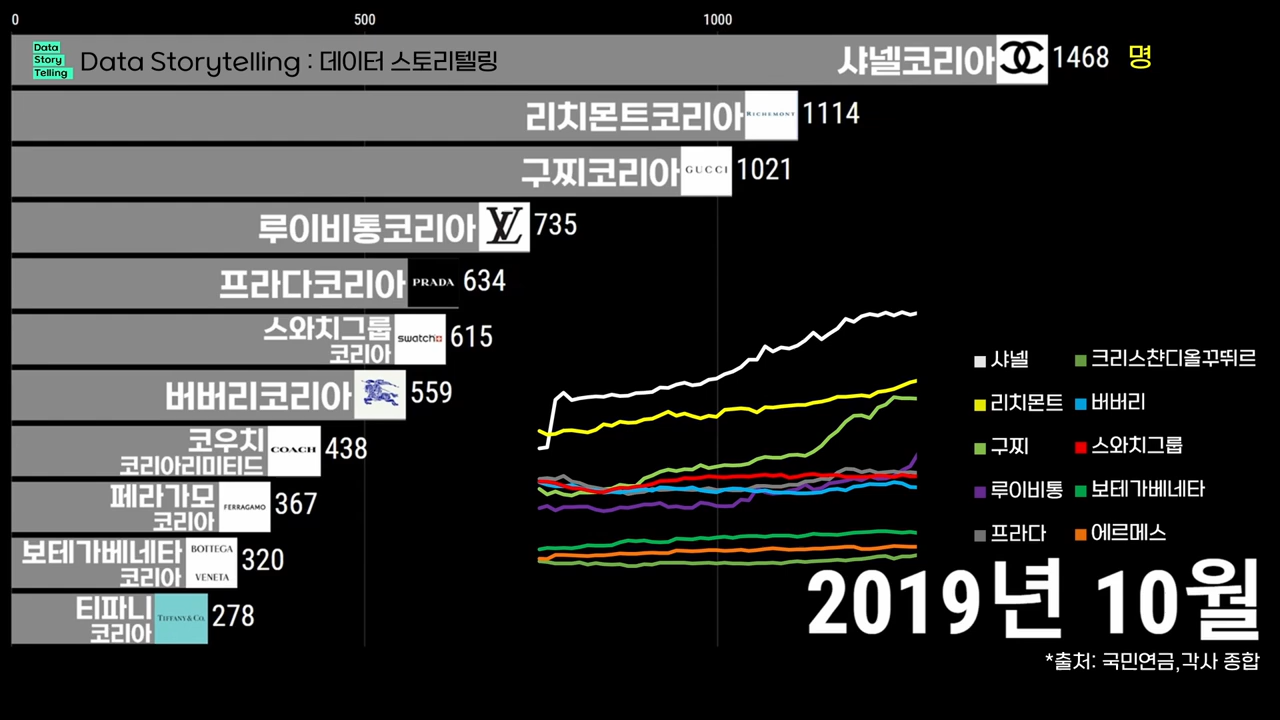 0 500 1000
Data
Story
Telling
Data Storytelling : 데이터 스토리텔링
샤넬코리아 1468 명
리치몬트코리아 RICHEMONT 1114
구찌코리아 GUCCI 1021
루이비통코리아 LV 735
프라다코리아 PRADA 634
스와치그룹
코리아 swatch 615
버버리코리아 559
코우치
코리아리미티드 COACH 438
페라가모
코리아 FERRAGAMO 367
보테가베네타
코리아 BOTTEGA
VENETA 320
티파니
코리아 TIFFANY & CO. 278
샤넬 크리스챤디올꾸뛰르
리치몬트 버버리
구찌 스와치그룹
루이비통 보테가베네타
프라다 에르메스
2019년 10월
*출처: 국민연금,각사 종합